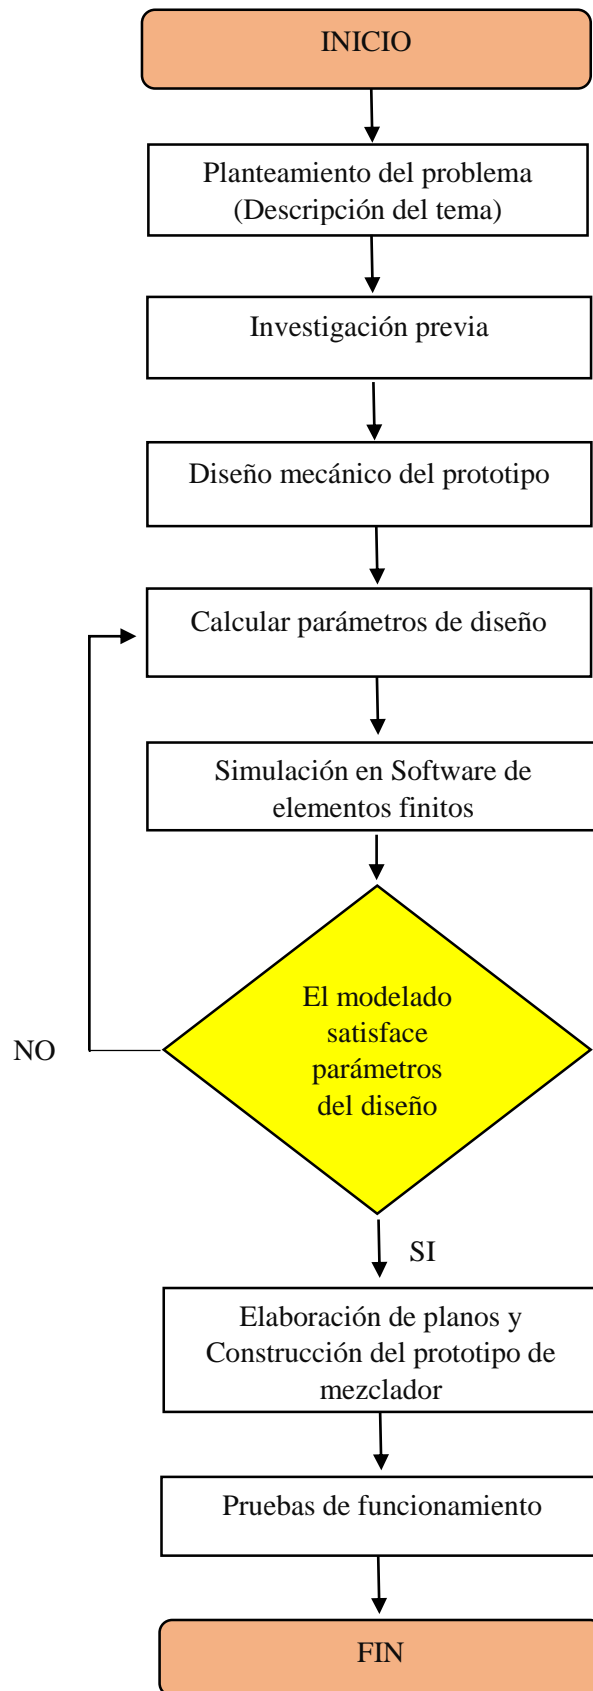 INICIO
Planteamiento del problema
(Descripción del tema)
Investigación previa
Diseño mecánico del prototipo
Calcular parámetros de diseño
Simulación en Software de
elementos finitos
El modelado
satisface
parámetros
del diseño
NO
SI
Elaboración de planos y
Construcción del prototipo de
mezclador
Pruebas de funcionamiento
FIN